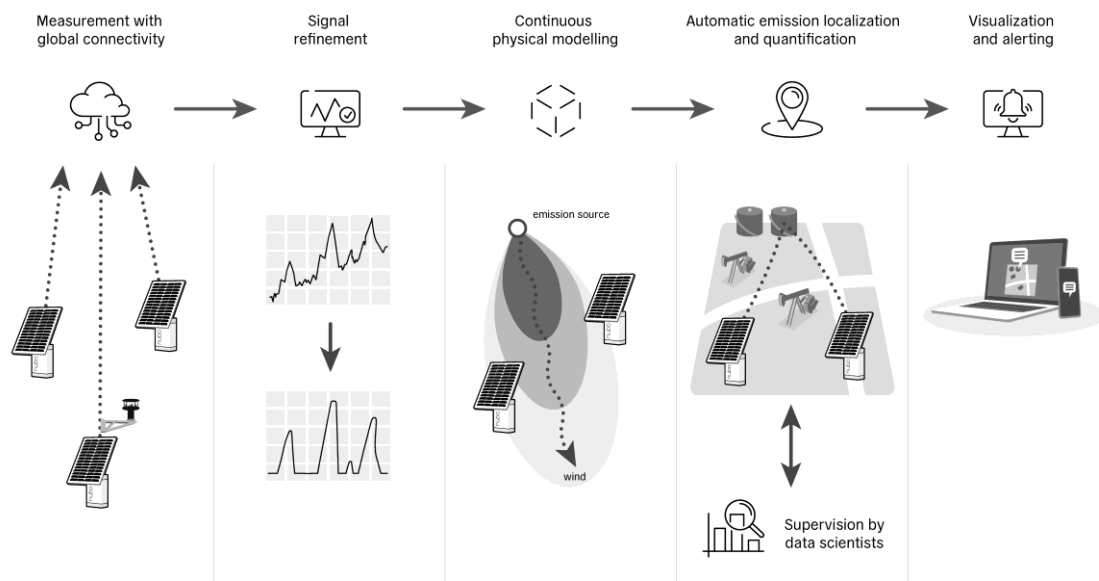 Measurement with
global connectivity
Signal
refinement
Continuous
physical modelling
Automatic emission localization
and quantification
Visualization
and alerting
emission source
wind
Supervision by
data scientists